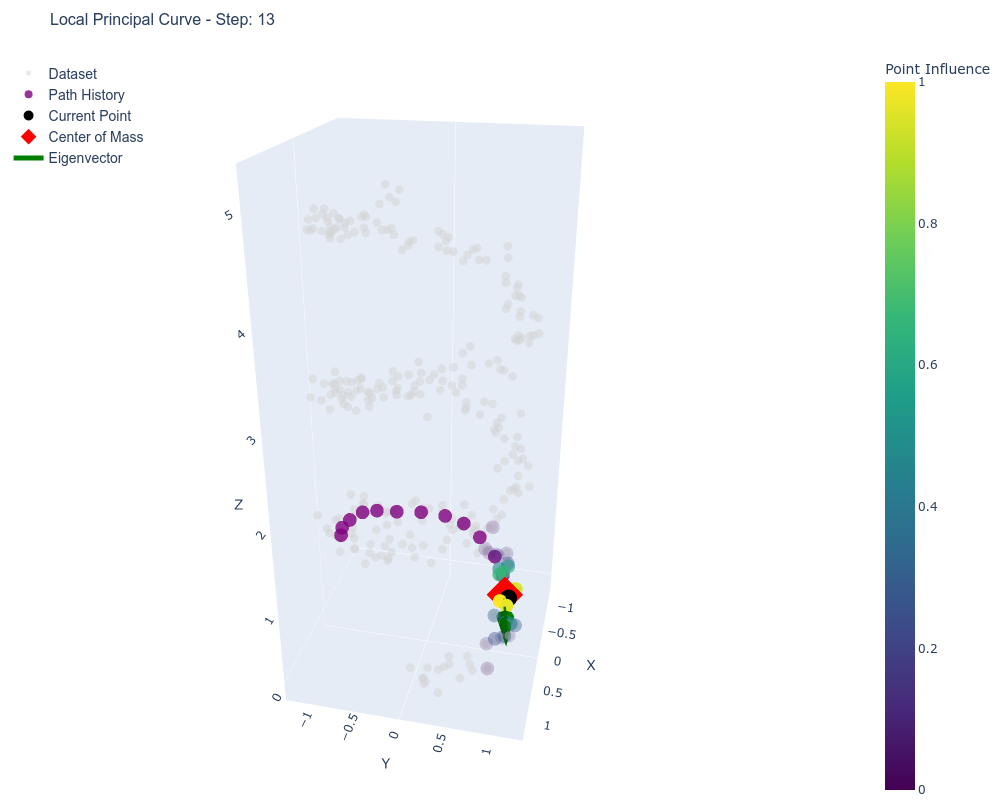 Local Principal Curve - Step: 13
Dataset
Path History
Current Point
Center of Mass
Eigenvector
Point Influence
1
0.8
0.6
0.4
0.2
0
5
4
3
2
1
0
Z
−1
−0.5
0
0.5
1
Y
−1
−0.5
0
0.5
1
X